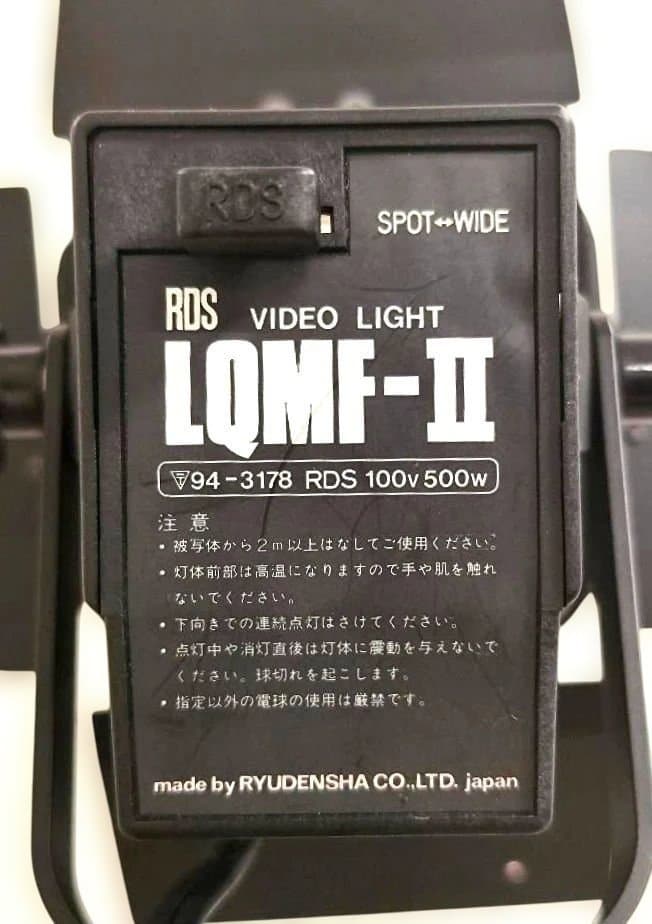 RDS
SPOT↔WIDE
RDS VIDEO LIGHT
LQMF-II
〒94-3178 RDS 100v 500w
注意
・被写体から2m以上はなしてご使用ください。
・灯体前部は高温になりますので手や肌を触れ
ないでください。
・下向きでの連続点灯はさけてください。
・点灯中や消灯直後は灯体に震動を与えないで
ください。球切れを起こします。
・指定以外の電球の使用は厳禁です。
made by RYUDENSHA CO.,LTD. japan